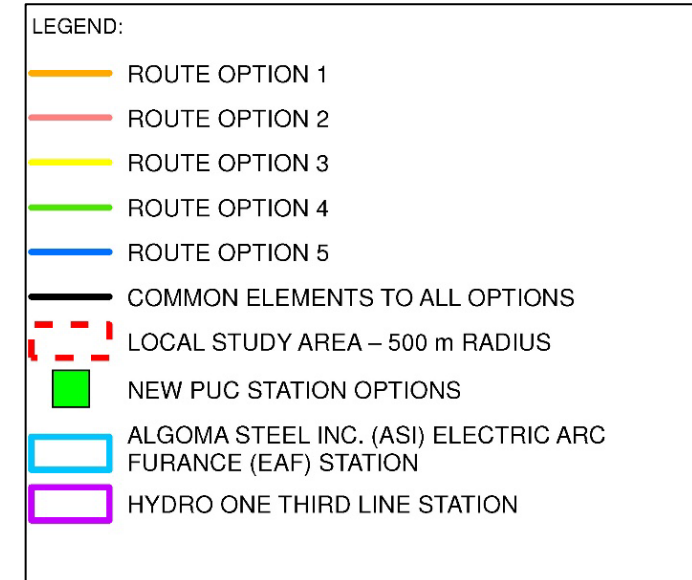 LEGEND:
ROUTE OPTION 1
ROUTE OPTION 2
ROUTE OPTION 3
ROUTE OPTION 4
ROUTE OPTION 5
COMMON ELEMENTS TO ALL OPTIONS
LOCAL STUDY AREA – 500 m RADIUS
NEW PUC STATION OPTIONS
ALGOMA STEEL INC. (ASI) ELECTRIC ARC
FURANCE (EAF) STATION
HYDRO ONE THIRD LINE STATION